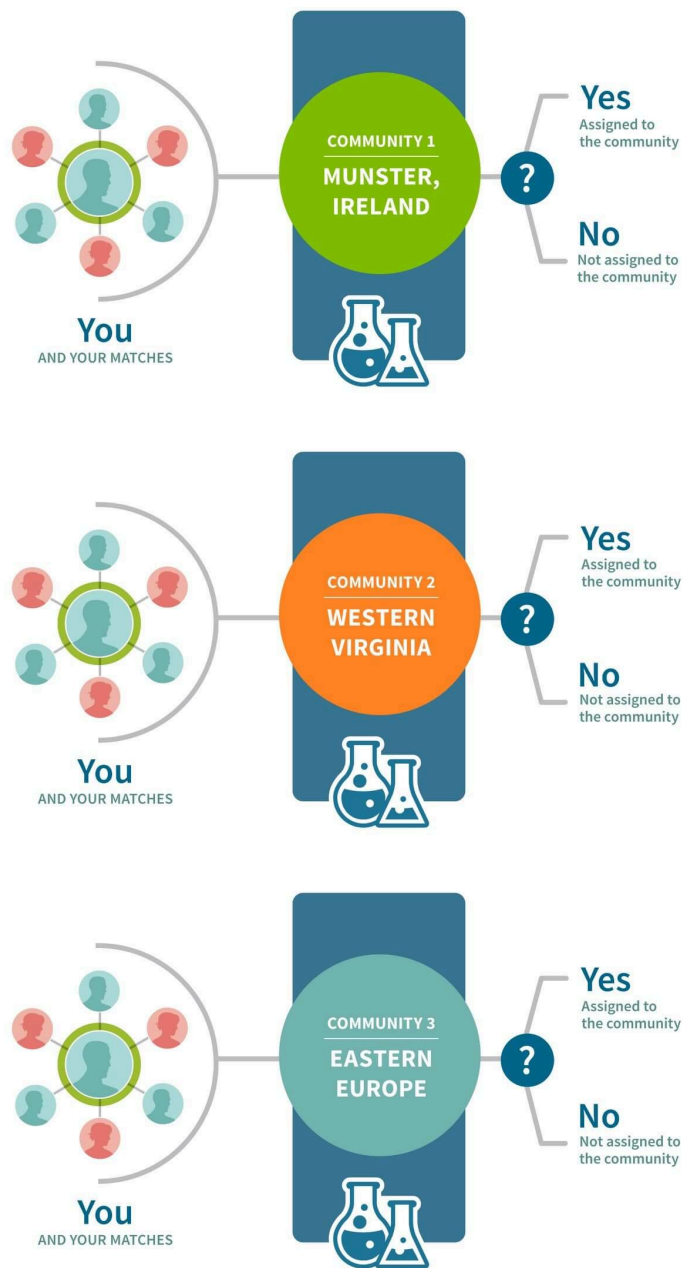 COMMUNITY 1
MUNSTER,
IRELAND
?
Yes
Assigned to
the community
No
Not assigned to
the community
You
AND YOUR MATCHES
COMMUNITY 2
WESTERN
VIRGINIA
?
Yes
Assigned to
the community
No
Not assigned to
the community
You
AND YOUR MATCHES
COMMUNITY 3
EASTERN
EUROPE
?
Yes
Assigned to
the community
No
Not assigned to
the community
You
AND YOUR MATCHES